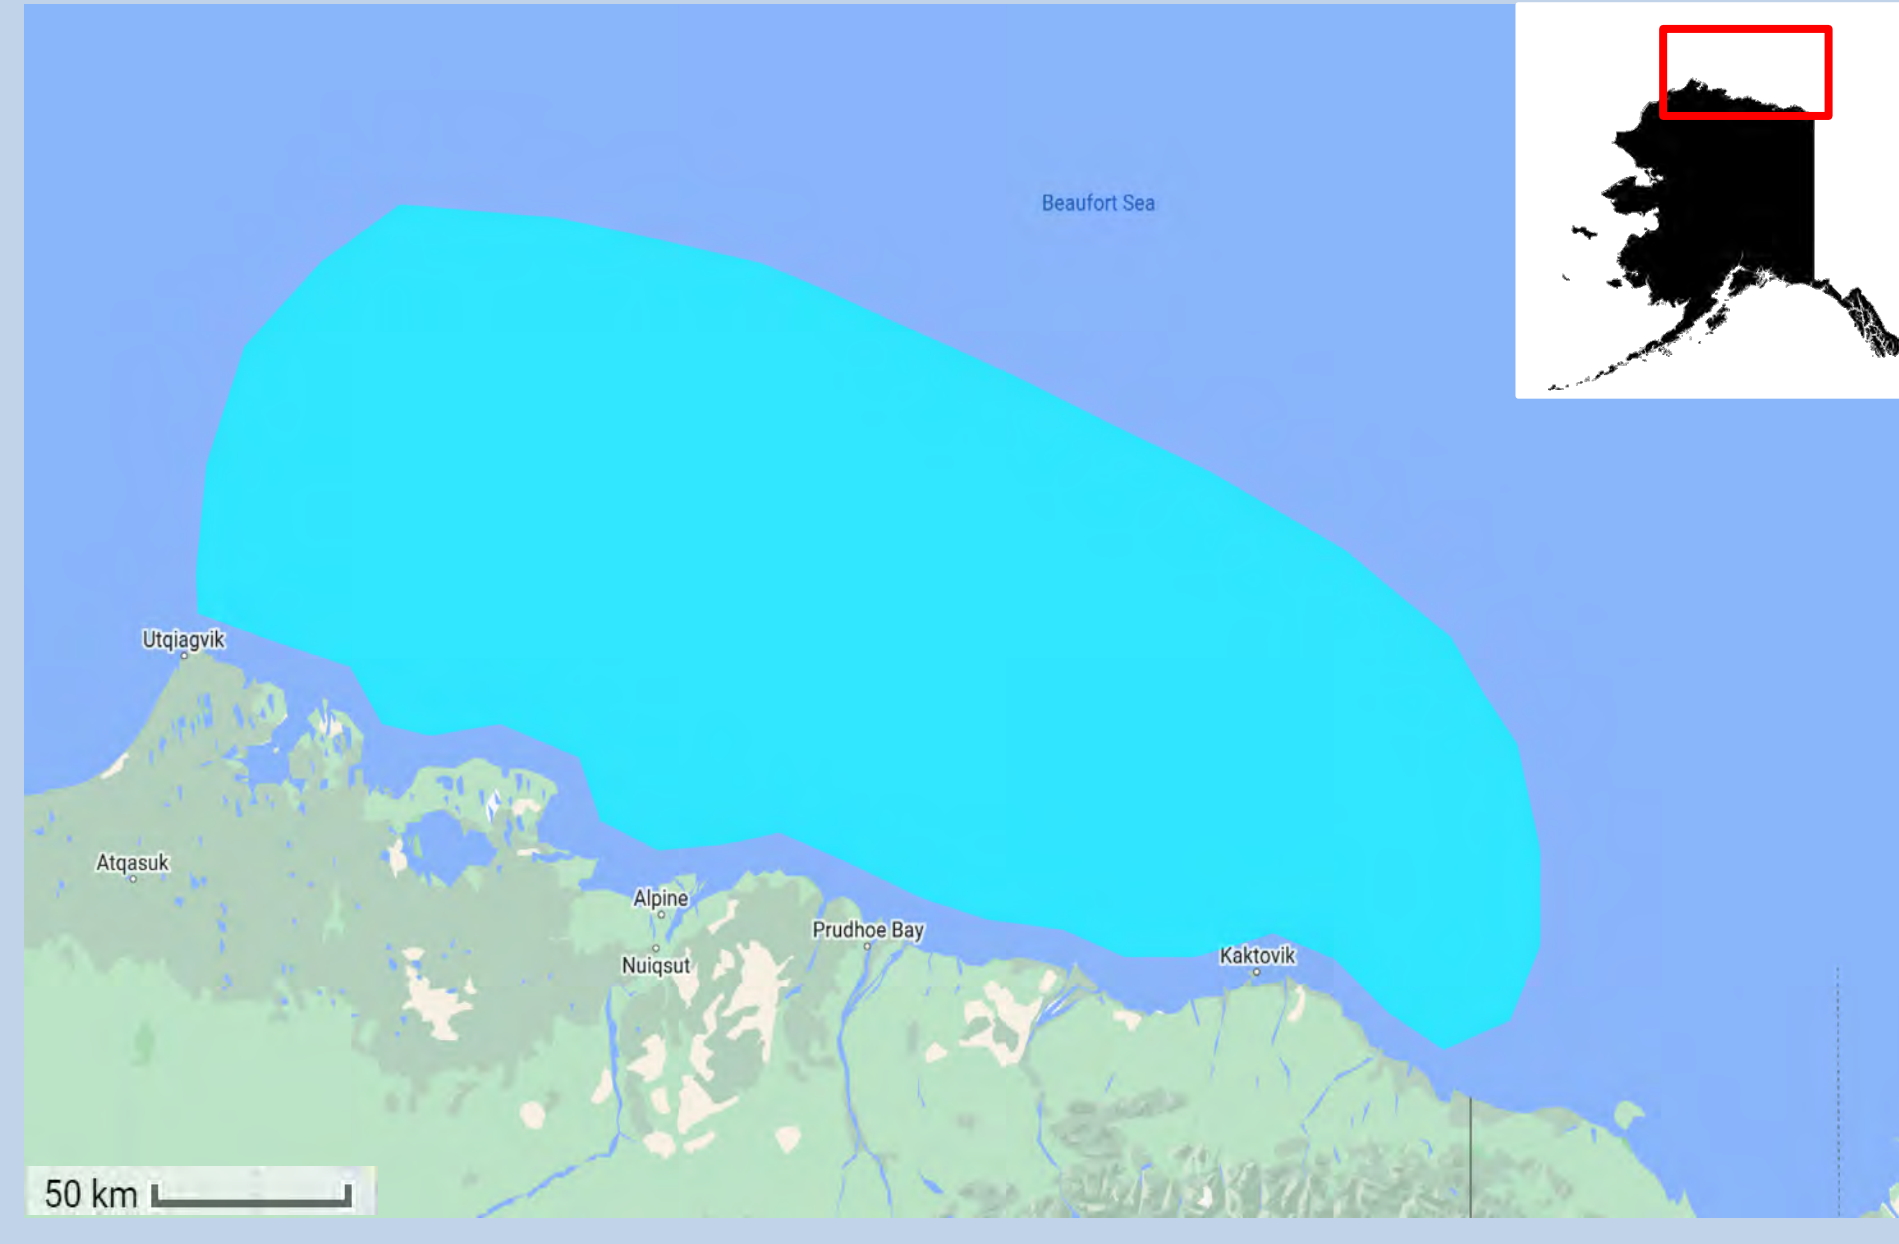 Beaufort Sea
Utqiagvik
Atqasuk
Alpine
Prudhoe Bay
Nuiqsut
Kaktovik
50 km